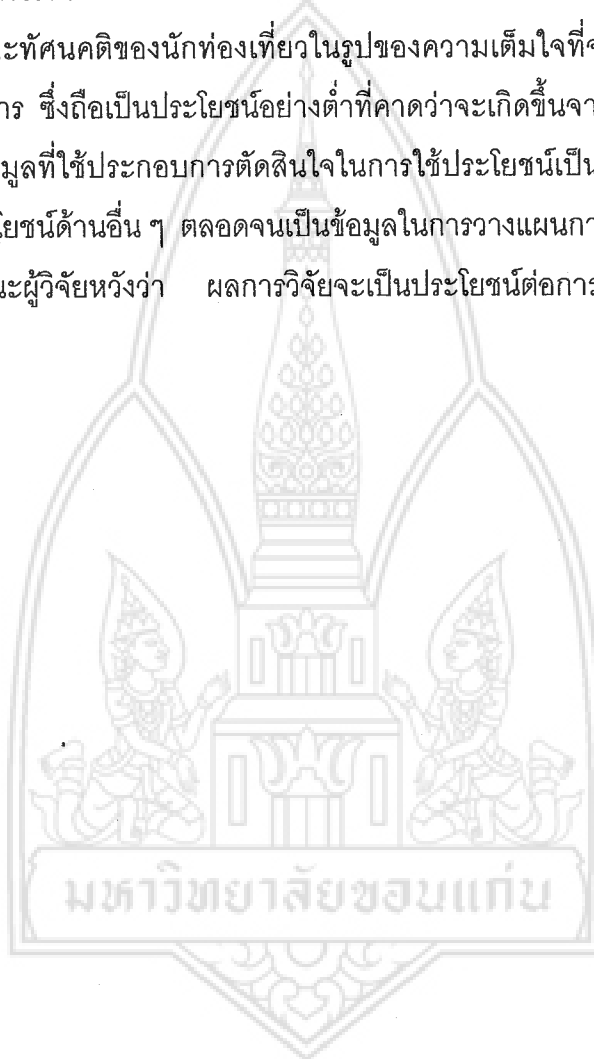 ะทัศนคติของนักท่องเที่ยวในรูปของความเต็มใจที่จ
าร ซึ่งถือเป็นประโยชน์อย่างต่ำที่คาดว่าจะเกิดขึ้นจา
มูลที่ใช้ประกอบการตัดสินใจในการใช้ประโยชน์เป็น
โยชน์ด้านอื่น ๆ ตลอดจนเป็นข้อมูลในการวางแผนกา
ณะผู้วิจัยหวังว่า ผลการวิจัยจะเป็นประโยชน์ต่อการ
มหาวิทยาลัยขอนแก่น